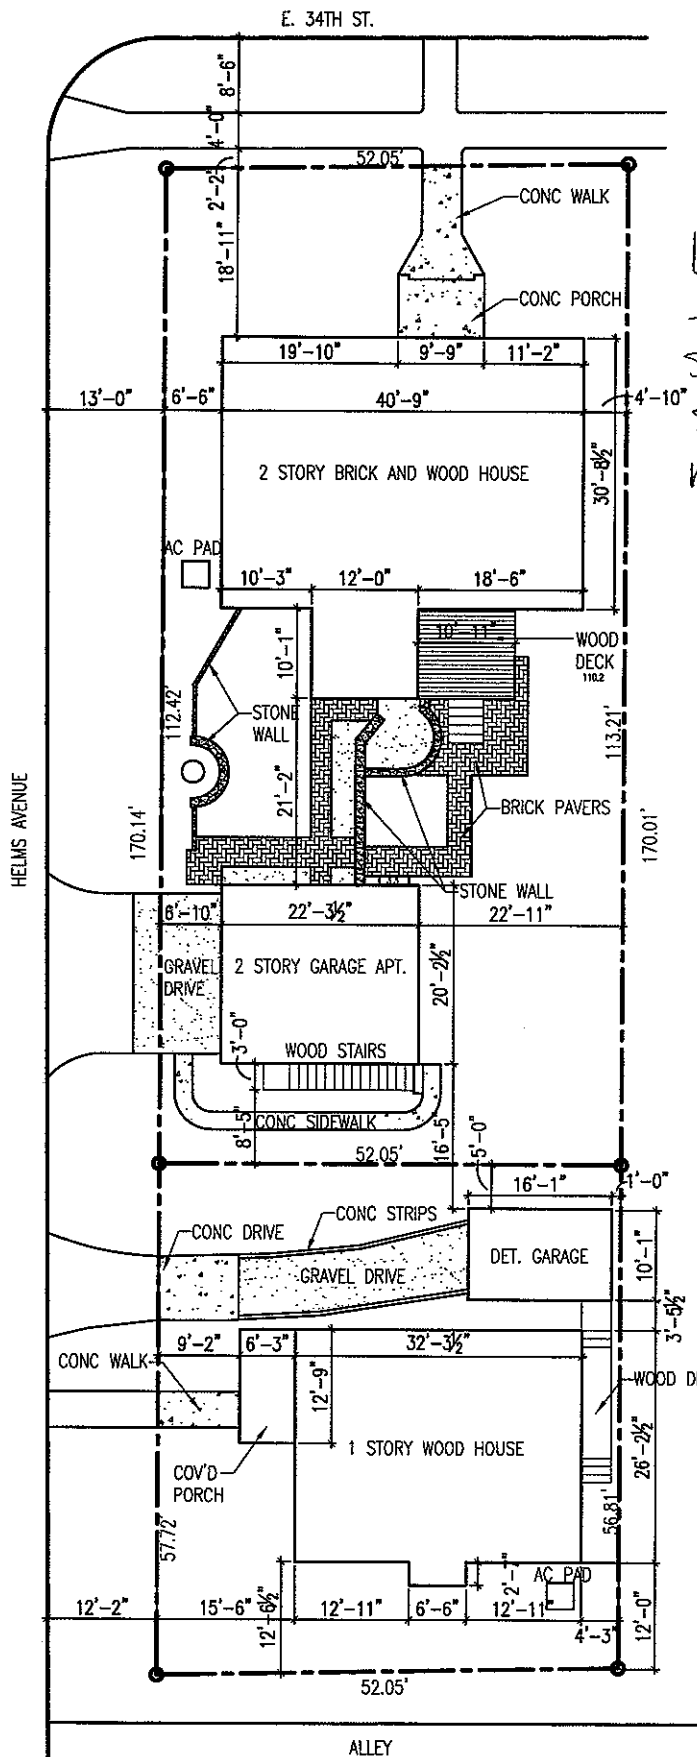 E. 34TH ST.
8'-6"
4'-0"
52.05'
2'-2"
CONC WALK
18'-11"
CONC PORCH
19'-10"
9'-9"
11'-2"
13'-0"
6'-6"
40'-9"
4'-10"
2 STORY BRICK AND WOOD HOUSE
30'-8½"
AC PAD
10'-3"
12'-0"
18'-6"
10'-11"
10'-1"
WOOD
DECK
110.2
112.42'
STONE
WALL
113.21'
21'-2"
BRICK PAVERS
HELMS AVENUE
170.14'
170.01'
STONE WALL
6'-10"
22'-3½"
22'-11"
GRAVEL
DRIVE
2 STORY GARAGE APT.
20'-2½"
3'-0"
WOOD STAIRS
8'-5"
CONC SIDEWALK
16'-5"
52.05'
5'-0"
16'-1"
1'-0"
CONC DRIVE
CONC STRIPS
GRAVEL DRIVE
DET. GARAGE
10'-1"
3'-5½"
9'-2"
6'-3"
32'-3½"
CONC WALK
12'-9"
WOOD D
1 STORY WOOD HOUSE
26'-2½"
COV'D
PORCH
57.72'
56.81'
2'-7"
AC PAD
12'-2"
15'-6"
12'-6½"
12'-11"
6'-6"
12'-11"
4'-3"
12'-0"
52.05'
ALLEY